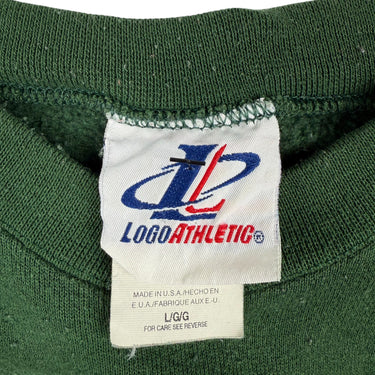 LOGO ATHLETIC®
MADE IN U.S.A./HECHO EN
E.U.A./FABRIQUE AUX E.-U.
L/G/G
FOR CARE SEE REVERSE